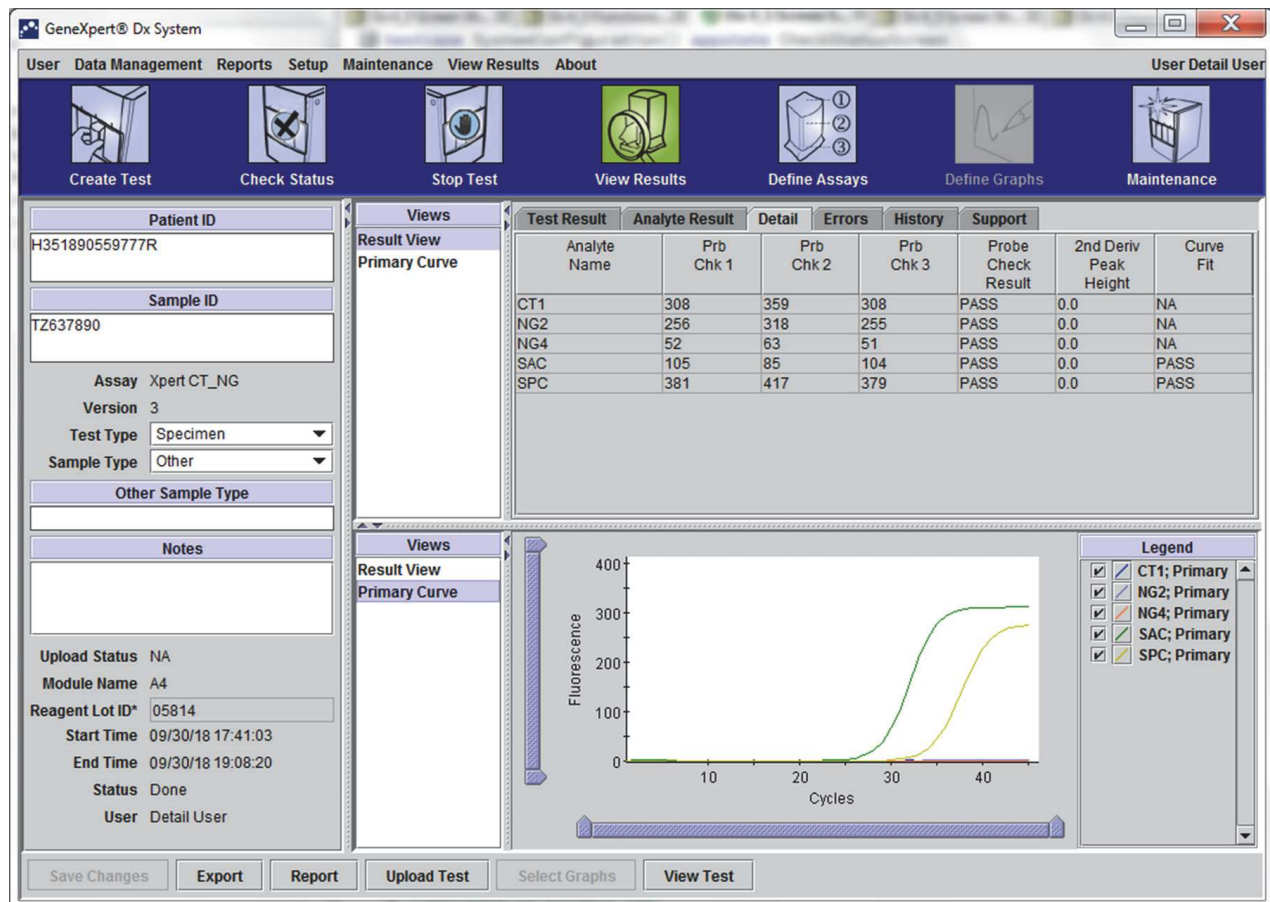 GeneXpert® Dx System
User Data Management Reports Setup Maintenance View Results About User Detail User
Create Test Check Status Stop Test View Results Define Assays Define Graphs Maintenance
Patient ID
H351890559777R
Sample ID
TZ637890
Assay Xpert CT_NG
Version 3
Test Type Specimen
Sample Type Other
Other Sample Type
Notes
Upload Status NA
Module Name A4
Reagent Lot ID* 05814
Start Time 09/30/18 17:41:03
End Time 09/30/18 19:08:20
Status Done
User Detail User
Views
Result View
Primary Curve
Test Result Analyte Result Detail Errors History Support
Analyte Name Prb Chk 1 Prb Chk 2 Prb Chk 3 Probe Check Result 2nd Deriv Peak Height Curve Fit
CT1 308 359 308 PASS 0.0 NA
NG2 256 318 255 PASS 0.0 NA
NG4 52 63 51 PASS 0.0 NA
SAC 105 85 104 PASS 0.0 PASS
SPC 381 417 379 PASS 0.0 PASS
Views
Result View
Primary Curve
Fluorescence
400
300
200
100
0
10 20 30 40
Cycles
Legend
CT1; Primary
NG2; Primary
NG4; Primary
SAC; Primary
SPC; Primary
Save Changes Export Report Upload Test Select Graphs View Test